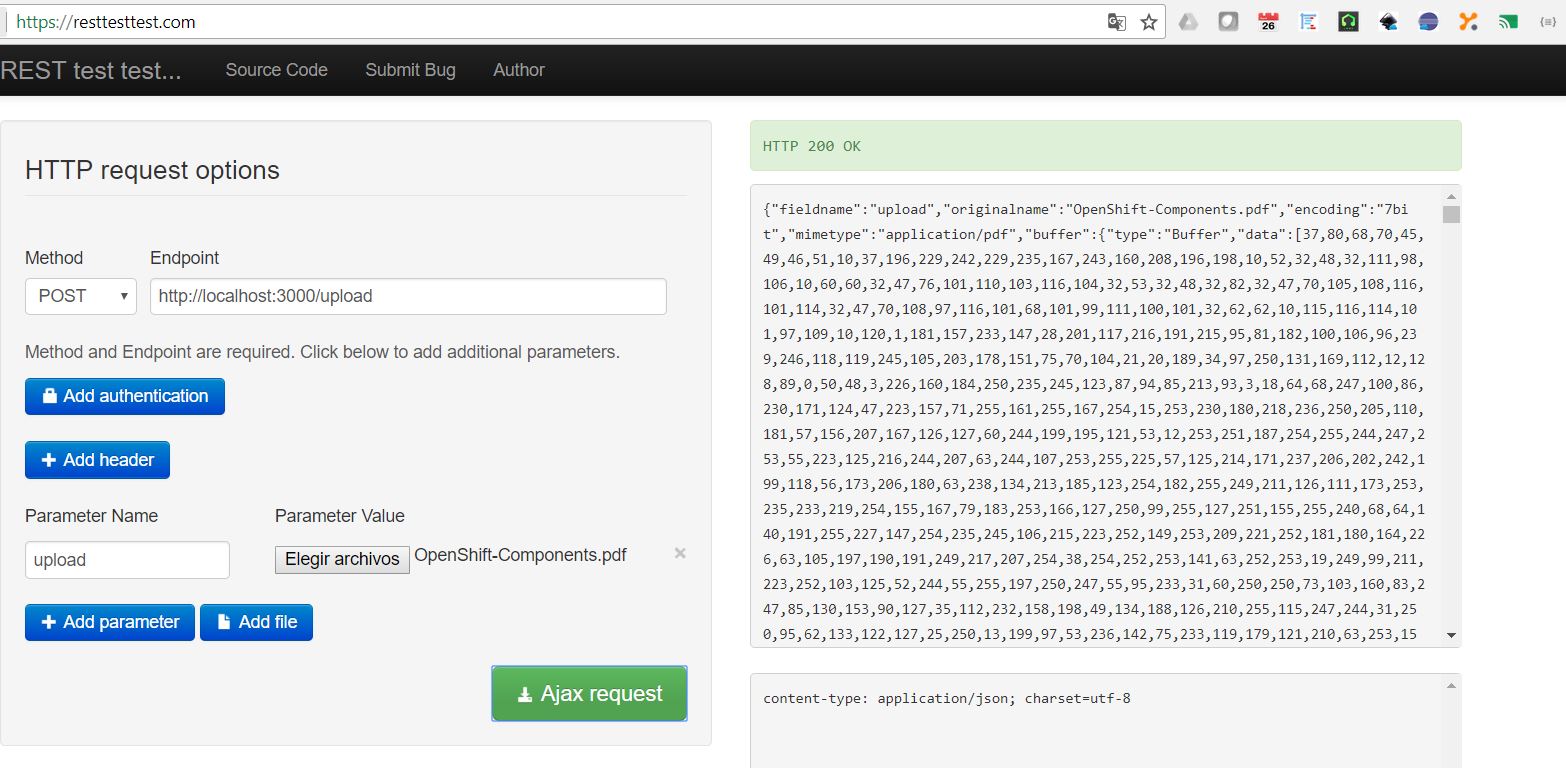 https://resttesttest.com
26
REST test test... Source Code Submit Bug Author
HTTP request options
Method Endpoint
POST http://localhost:3000/upload
Method and Endpoint are required. Click below to add additional parameters.
Add authentication
+ Add header
Parameter Name Parameter Value
upload Elegir archivos OpenShift-Components.pdf ×
+ Add parameter Add file
Ajax request
HTTP 200 OK
{"fieldname":"upload","originalname":"OpenShift-Components.pdf","encoding":"7bi
t","mimetype":"application/pdf","buffer":{"type":"Buffer","data":[37,80,68,70,45,
49,46,51,10,37,196,229,242,229,235,167,243,160,208,196,198,10,52,32,48,32,111,98,
106,10,60,60,32,47,76,101,110,103,116,104,32,53,32,48,32,82,32,47,70,105,108,116,
101,114,32,47,70,108,97,116,101,68,101,99,111,100,101,32,62,62,10,115,116,114,10
1,97,109,10,120,1,181,157,233,147,28,201,117,216,191,215,95,81,182,100,106,96,23
9,246,118,119,245,105,203,178,151,75,70,104,21,20,189,34,97,250,131,169,112,12,12
8,89,0,50,48,3,226,160,184,250,235,245,123,87,94,85,213,93,3,18,64,68,247,100,86,
230,171,124,47,223,157,71,255,161,255,167,254,15,253,230,180,218,236,250,205,110,
181,57,156,207,167,126,127,60,244,199,195,121,53,12,253,251,187,254,255,244,247,2
53,55,223,125,216,244,207,63,244,107,253,255,225,57,125,214,171,237,206,202,242,1
99,118,56,173,206,180,63,238,134,213,185,123,254,182,255,249,211,126,111,173,253,
235,233,219,254,155,167,79,183,253,166,127,250,99,255,127,251,155,255,240,68,64,1
40,191,255,227,147,254,235,245,106,215,223,252,149,253,209,221,252,181,180,164,22
6,63,105,197,190,191,249,217,207,254,38,254,252,253,141,63,252,253,19,249,99,211,
223,252,103,125,52,244,55,255,197,250,247,55,95,233,31,60,250,250,73,103,160,83,2
47,85,130,153,90,127,35,112,232,158,198,49,134,188,126,210,255,115,247,244,31,25
0,95,62,133,122,127,25,250,13,199,97,53,236,142,75,233,119,179,121,210,63,253,15
content-type: application/json; charset=utf-8